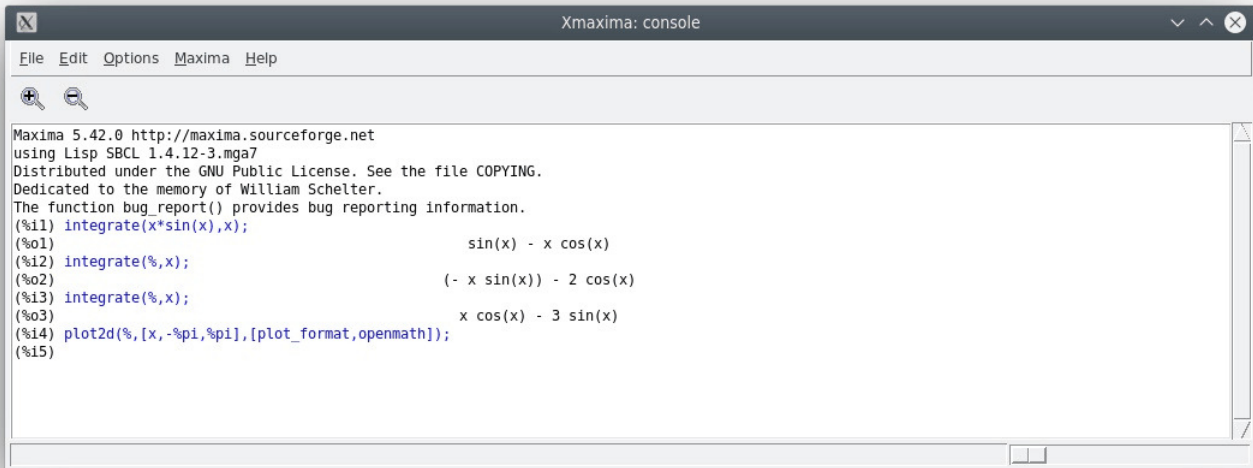 Xmaxima: console
File Edit Options Maxima Help
Maxima 5.42.0 http://maxima.sourceforge.net
using Lisp SBCL 1.4.12-3.mga7
Distributed under the GNU Public License. See the file COPYING.
Dedicated to the memory of William Schelter.
The function bug_report() provides bug reporting information.
(%i1) integrate(x*sin(x),x);
(%o1) sin(x) - x cos(x)
(%i2) integrate(%,x);
(%o2) (- x sin(x)) - 2 cos(x)
(%i3) integrate(%,x);
(%o3) x cos(x) - 3 sin(x)
(%i4) plot2d(%,[x,-%pi,%pi],[plot_format,openmath]);
(%i5)